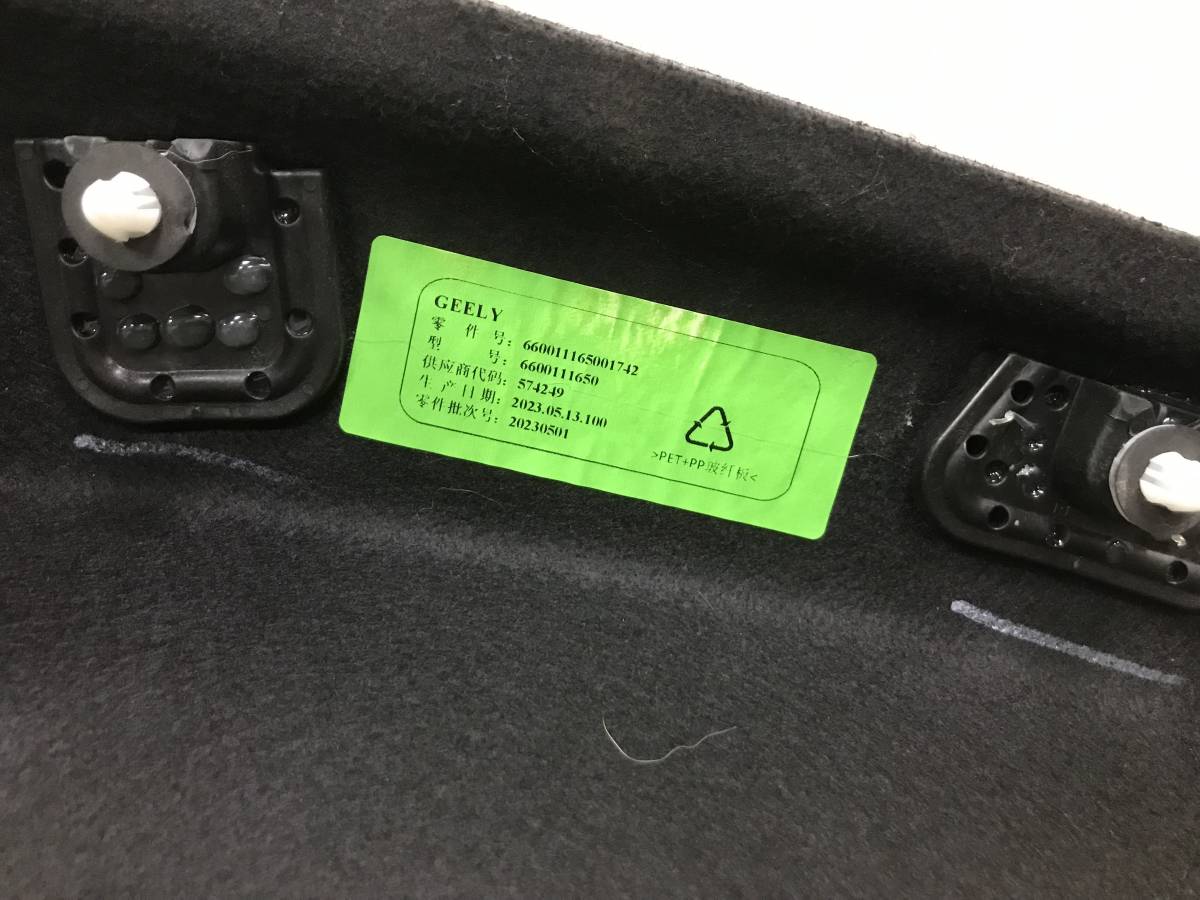 GEELY
零 件 号：660011165001742
型 号：6600111650
供应商代码：574249
生 产 日 期：2023.05.13.100
零件批次号：20230501
>PET+PP玻纤板<